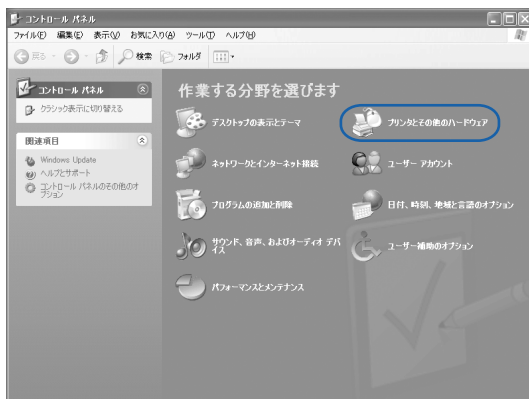 コントロール パネル
ファイル(F) 編集(E) 表示(V) お気に入り(A) ツール(T) ヘルプ(H)
戻る 検索 フォルダ
コントロール パネル
クラシック表示に切り替える
関連項目
Windows Update
ヘルプとサポート
コントロール パネルのその他のオ
プション
作業する分野を選びます
デスクトップの表示とテーマ
プリンタとその他のハードウェア
ネットワークとインターネット接続
ユーザー アカウント
プログラムの追加と削除
日付、時刻、地域と言語のオプション
サウンド、音声、およびオーディオ デバ
イス
ユーザー補助のオプション
パフォーマンスとメンテナンス